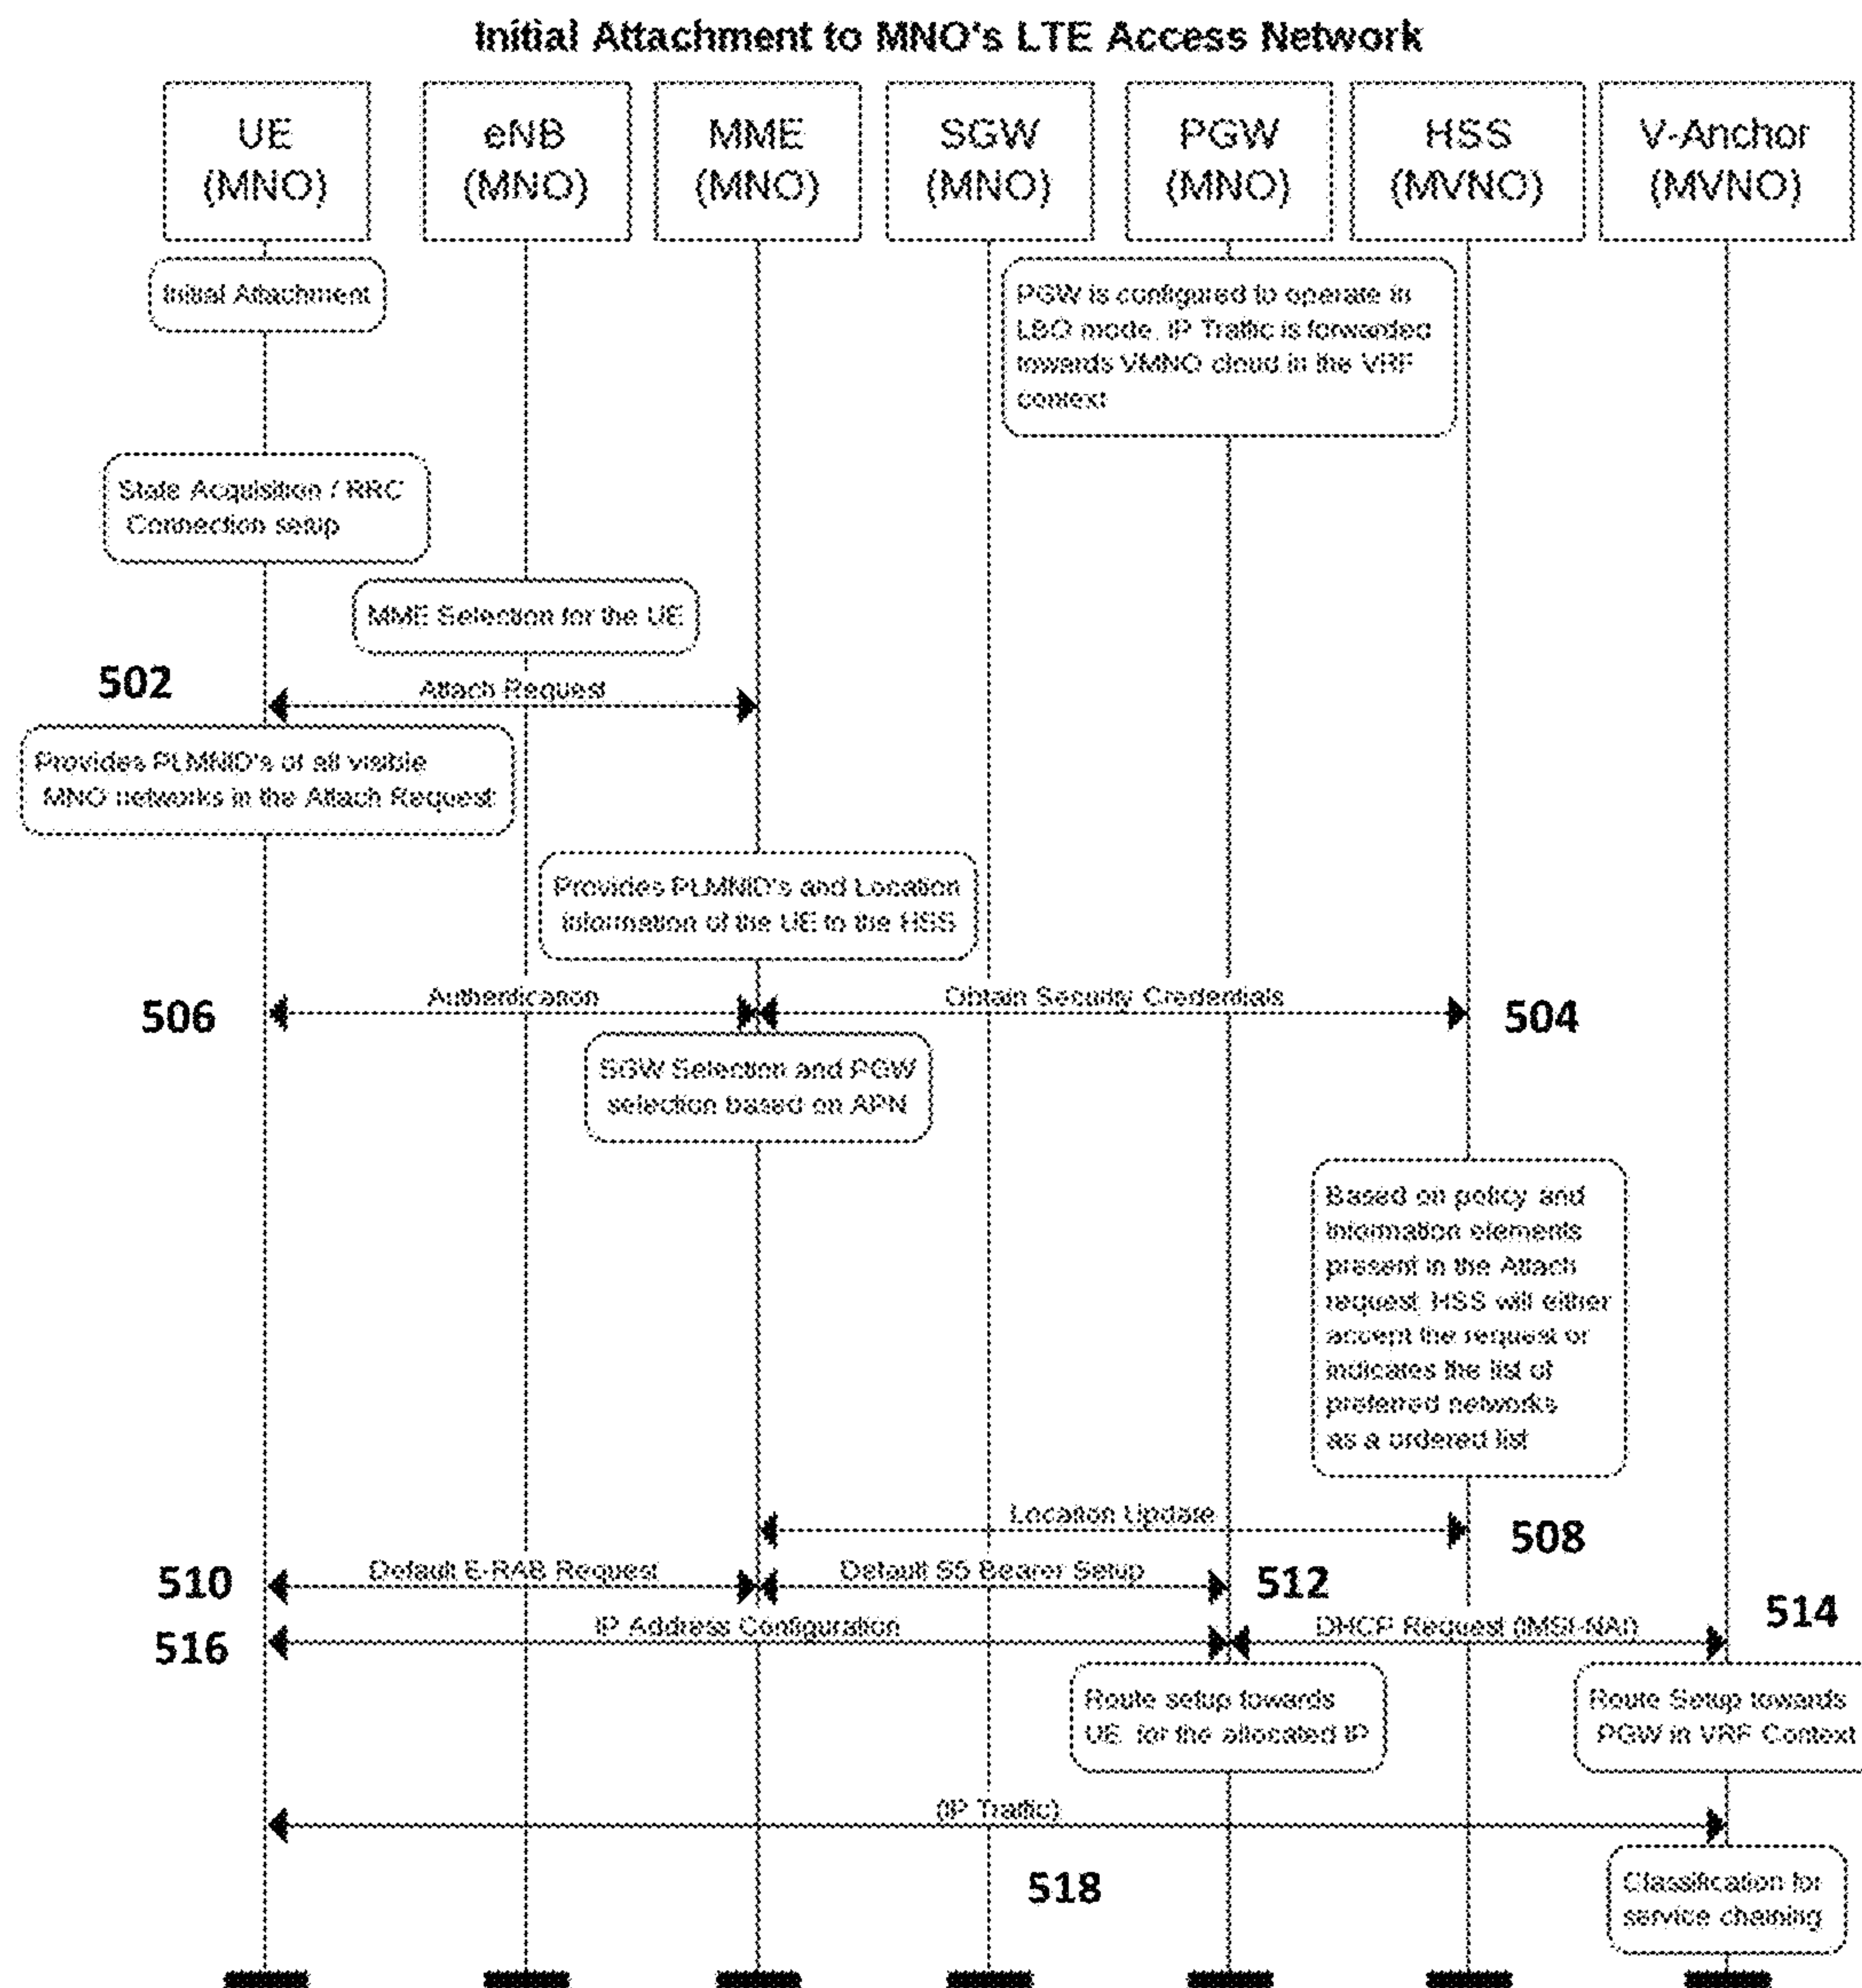 Initial Attachment to MNO's LTE Access Network
UE
(MNO)
eNB
(MNO)
MME
(MNO)
SGW
(MNO)
PGW
(MNO)
HSS
(MVNO)
V-Anchor
(MVNO)
Initial Attachment
PGW is configured to operate in
LBO mode. IP Traffic is forwarded
towards VMNO cloud in the VRF
context
State Acquisition / RRC
Connection setup
MME Selection for the UE
502
Attach Request
Provides PLMNID's of all visible
MNO networks in the Attach Request
Provides PLMNID's and Location
information of the UE to the HSS
506
Authentication
Obtain Security Credentials
504
SGW Selection and PGW
selection based on APN
Based on policy and
information elements
present in the Attach
request, HSS will either
accept the request or
indicates the list of
preferred networks
as a ordered list
Location Update
508
510
Default E-RAB Request
Default S5 Bearer Setup
512
514
516
IP Address Configuration
DHCP Request (IMSI-NAI)
Route setup towards
UE for the allocated IP
Route Setup towards
PGW in VRF Context
(IP Traffic)
518
Classification for
service chaining